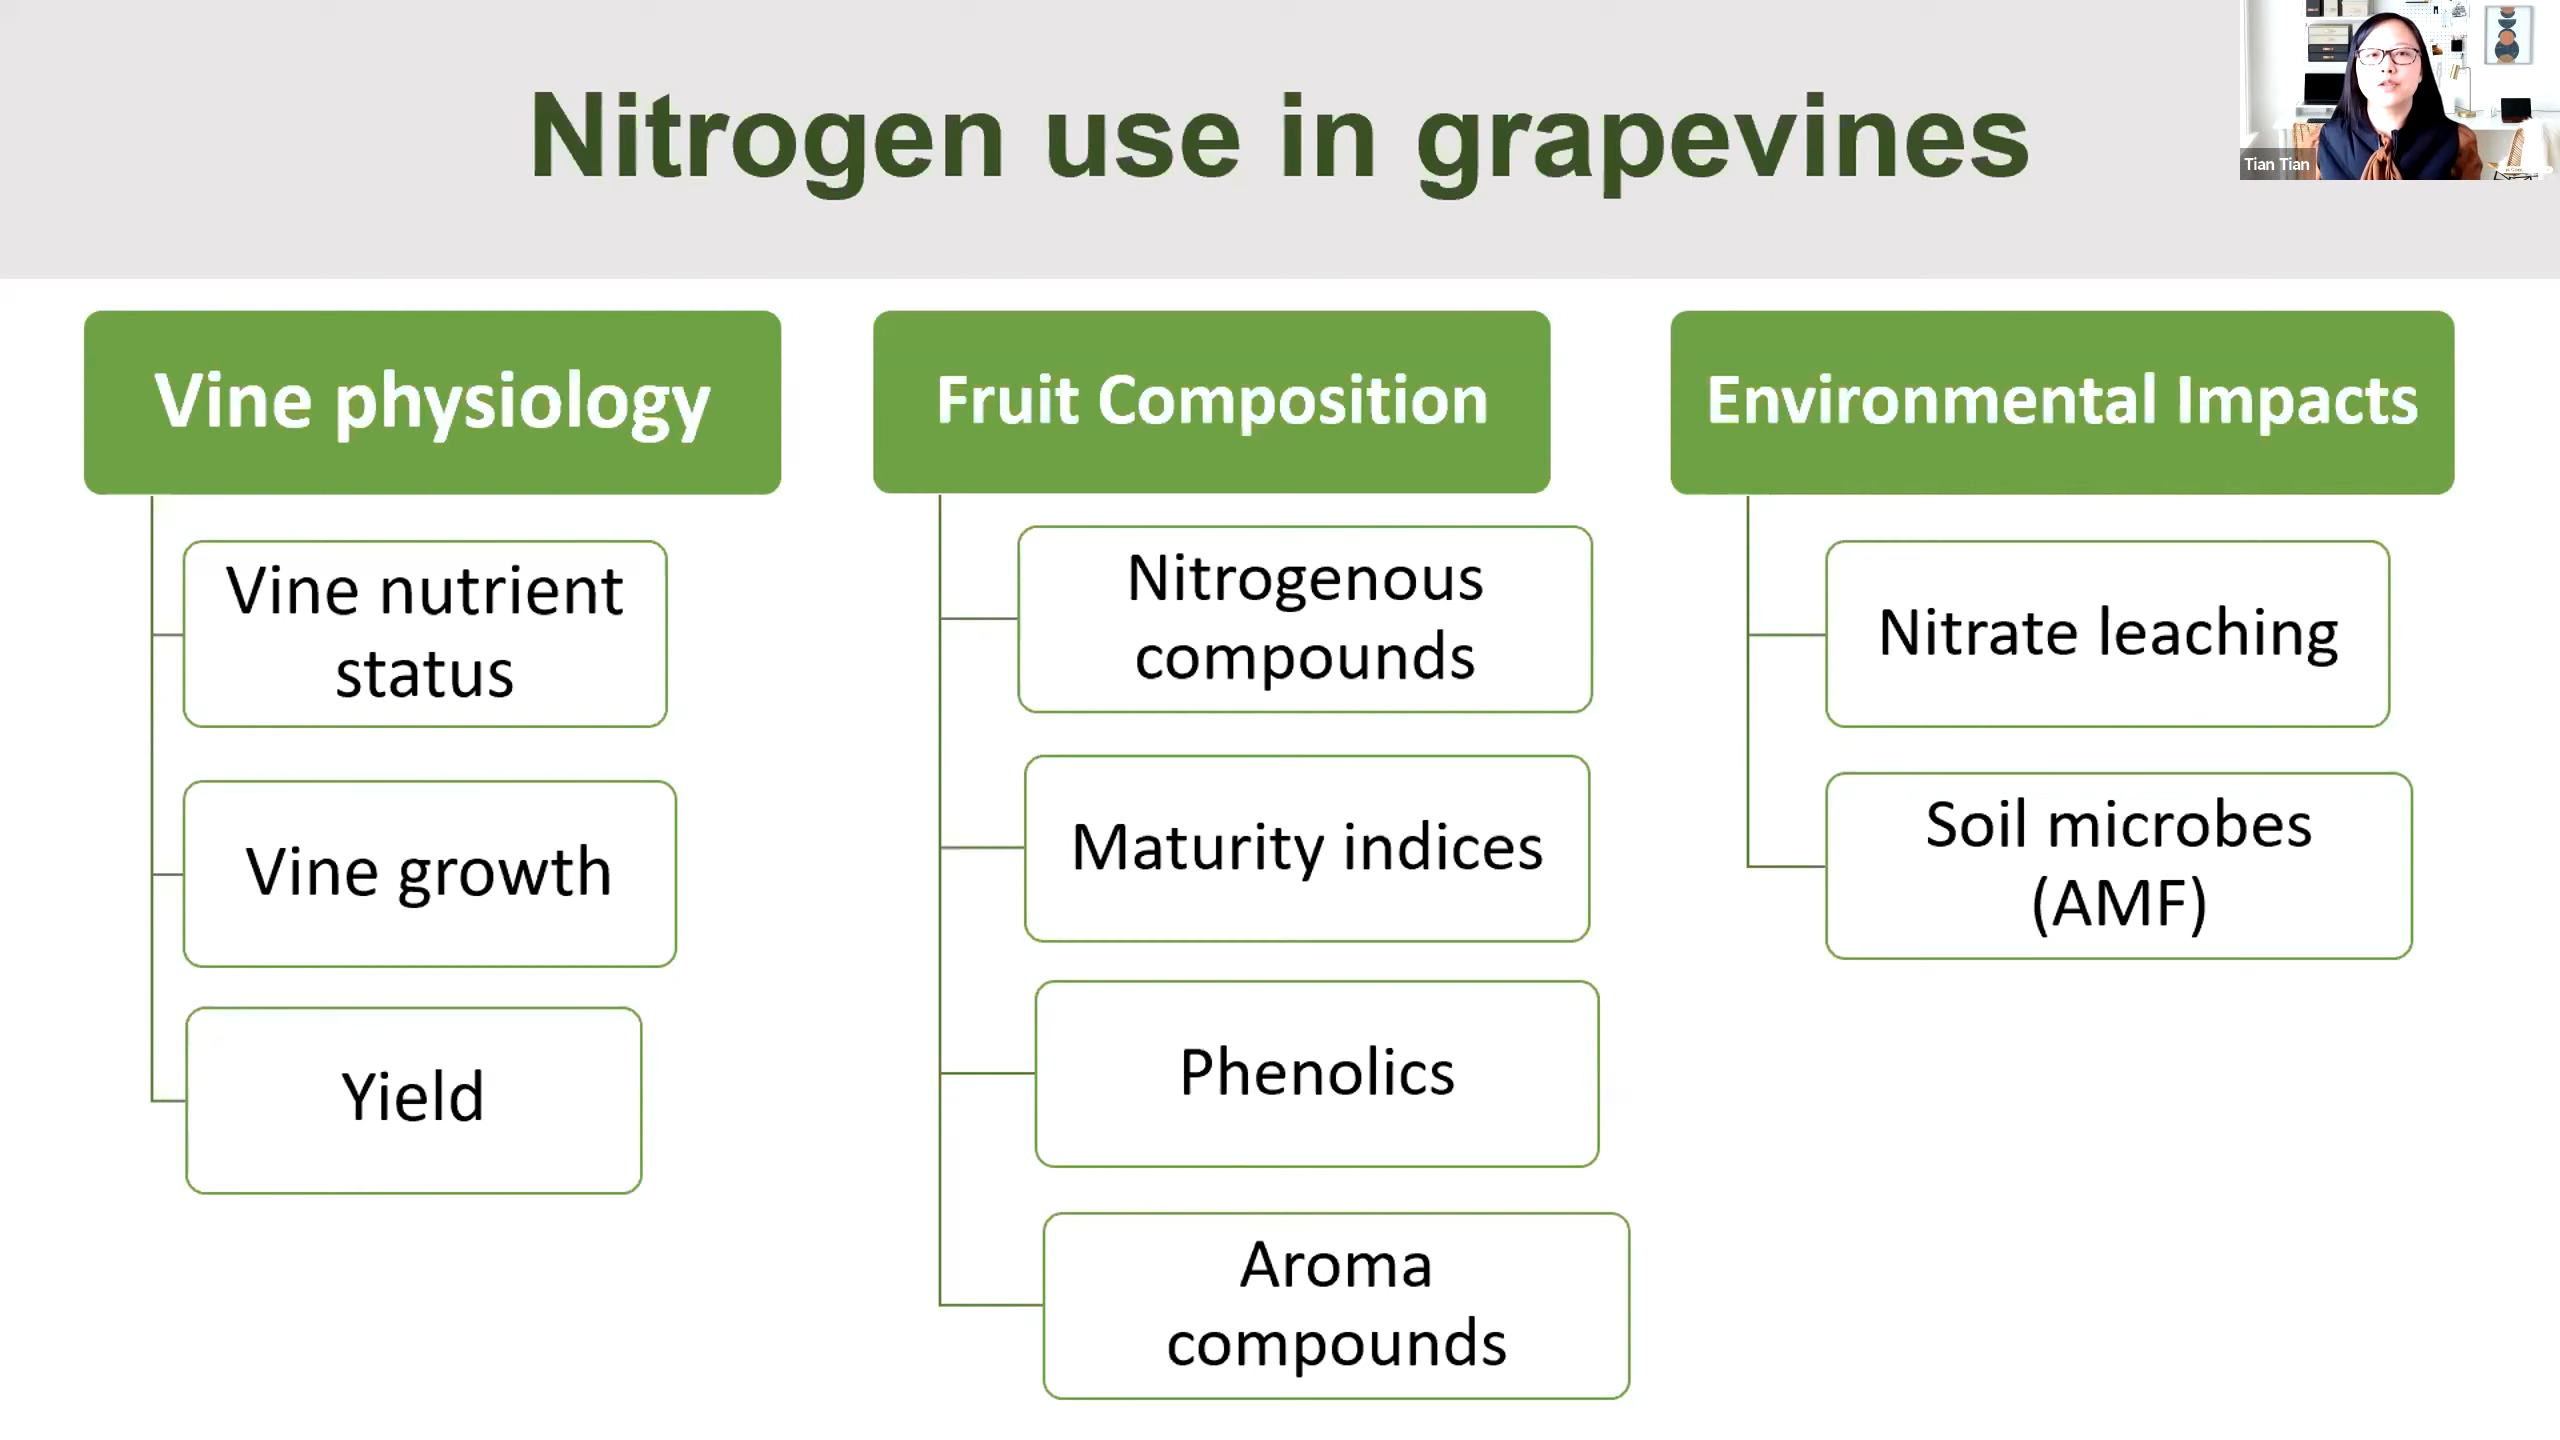 Nitrogen use in grapevines
Tian Tian
Vine physiology
Vine nutrient
status
Vine growth
Yield
Fruit Composition
Nitrogenous
compounds
Maturity indices
Phenolics
Aroma
compounds
Environmental Impacts
Nitrate leaching
Soil microbes
(AMF)